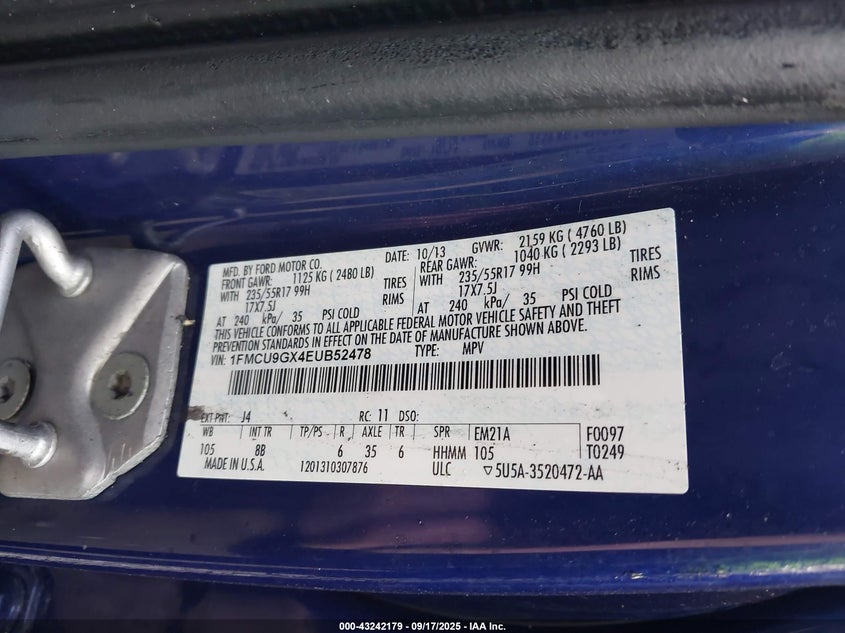 MFD. BY FORD MOTOR CO. DATE: 10/13 GVWR: 2159 KG ( 4760 LB)
FRONT GAWR: 1125 KG ( 2480 LB) REAR GAWR: 1040 KG ( 2293 LB)
WITH 235/55R17 99H TIRES WITH 235/55R17 99H TIRES
17X7.5J RIMS 17X7.5J RIMS
AT 240 kPa/ 35 PSI COLD AT 240 kPa/ 35 PSI COLD
THIS VEHICLE CONFORMS TO ALL APPLICABLE FEDERAL MOTOR VEHICLE SAFETY AND THEFT
PREVENTION STANDARDS IN EFFECT ON THE DATE OF MANUFACTURE SHOWN ABOVE.
VIN: 1FMCU9GX4EUB52478 TYPE: MPV
EXT PNT: J4 RC: 11 DSO:
WB INT TR TP/PS R AXLE TR SPR EM21A F0097
105 BB 6 35 6 HHMM 105 T0249
MADE IN U.S.A. 1201310307876 ULC ▽5U5A-3520472-AA
000-43242179 - 09/17/2025 - IAA Inc.